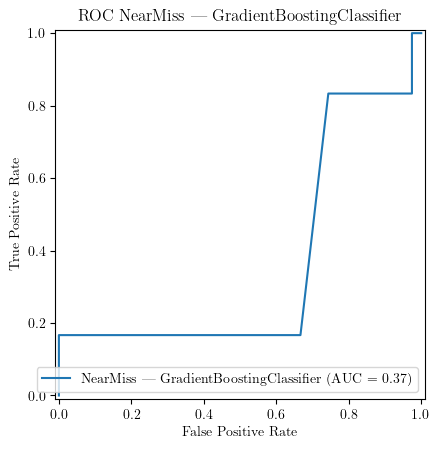 ROC NearMiss — GradientBoostingClassifier
True Positive Rate
1.0
0.8
0.6
0.4
0.2
0.0
NearMiss — GradientBoostingClassifier (AUC = 0.37)
0.0 0.2 0.4 0.6 0.8 1.0
False Positive Rate